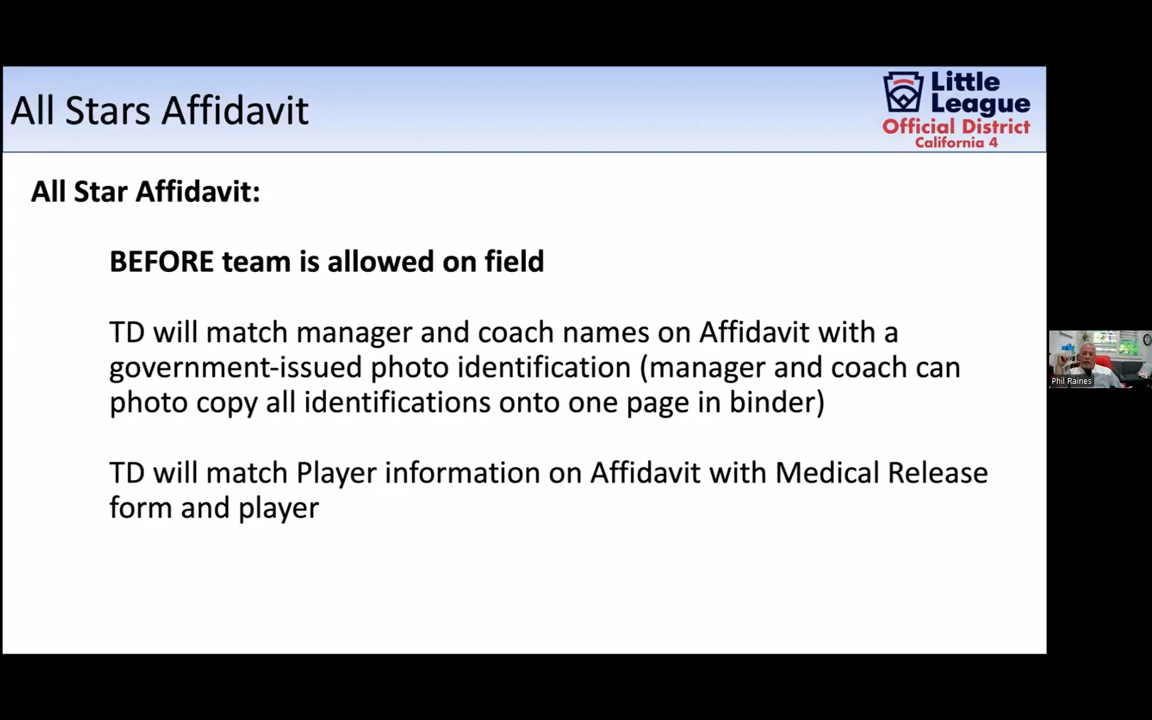 All Stars Affidavit
Little
League
Official District
California 4
All Star Affidavit:
BEFORE team is allowed on field
TD will match manager and coach names on Affidavit with a
government-issued photo identification (manager and coach can
photo copy all identifications onto one page in binder)
TD will match Player information on Affidavit with Medical Release
form and player
Phil Raines